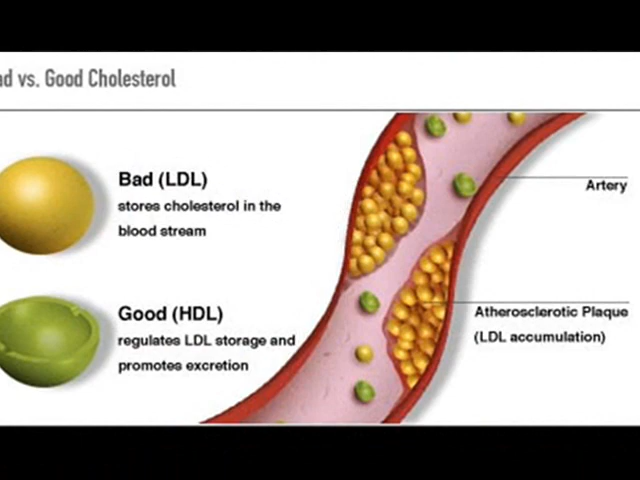 ad vs. Good Cholesterol
Bad (LDL)
stores cholesterol in the
blood stream
Artery
Good (HDL)
regulates LDL storage and
promotes excretion
Atherosclerotic Plaque
(LDL accumulation)